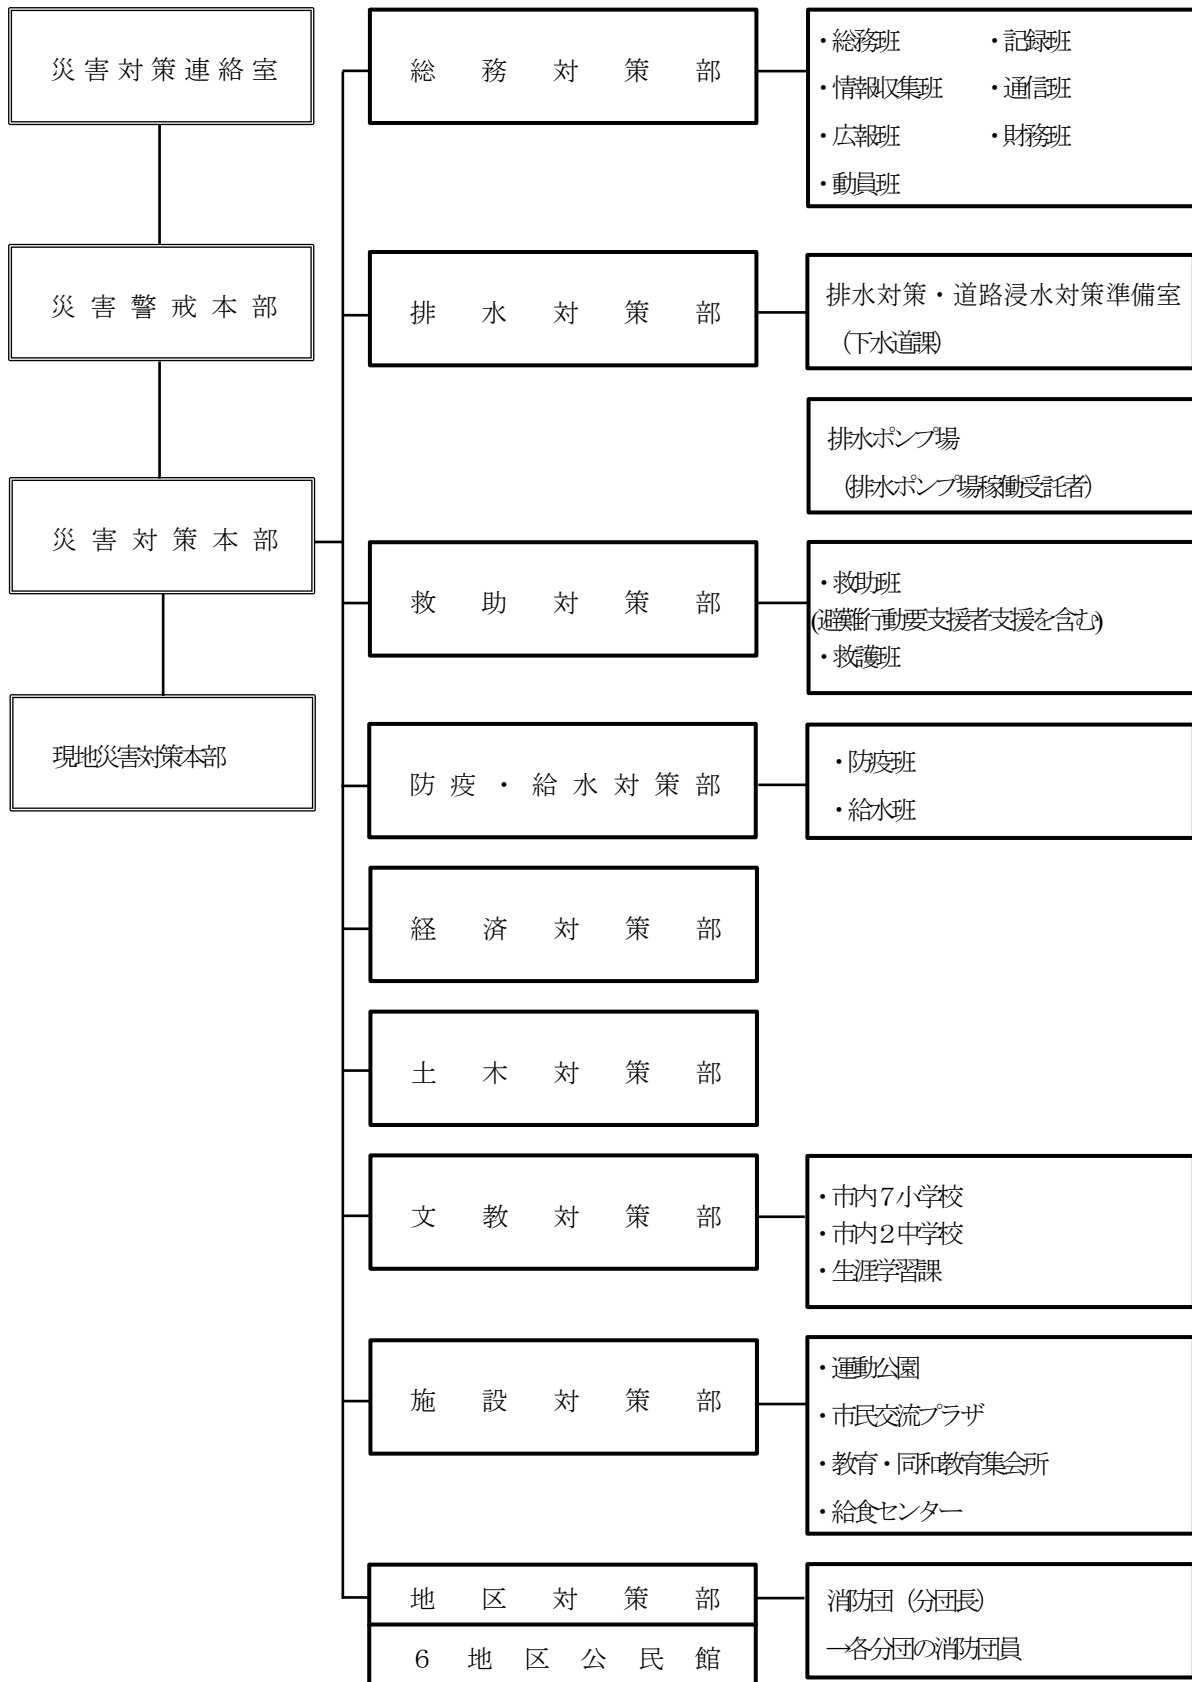 災害対策連絡室
災害警戒本部
災害対策本部
現地災害対策本部
総務対策部
・総務班 ・記録班
・情報収集班 ・通信班
・広報班 ・財務班
・動員班
排水対策部
排水対策・道路浸水対策準備室
（下水道課）
排水ポンプ場
（排水ポンプ場稼働受託者）
救助対策部
・救助班
(避難行動要支援者支援を含む)
・救護班
防疫・給水対策部
・防疫班
・給水班
経済対策部
土木対策部
文教対策部
・市内７小学校
・市内２中学校
・生涯学習課
施設対策部
・運動公園
・市民交流プラザ
・教育・同和教育集会所
・給食センター
地区対策部
６地区公民館
消防団（分団長）
→各分団の消防団員